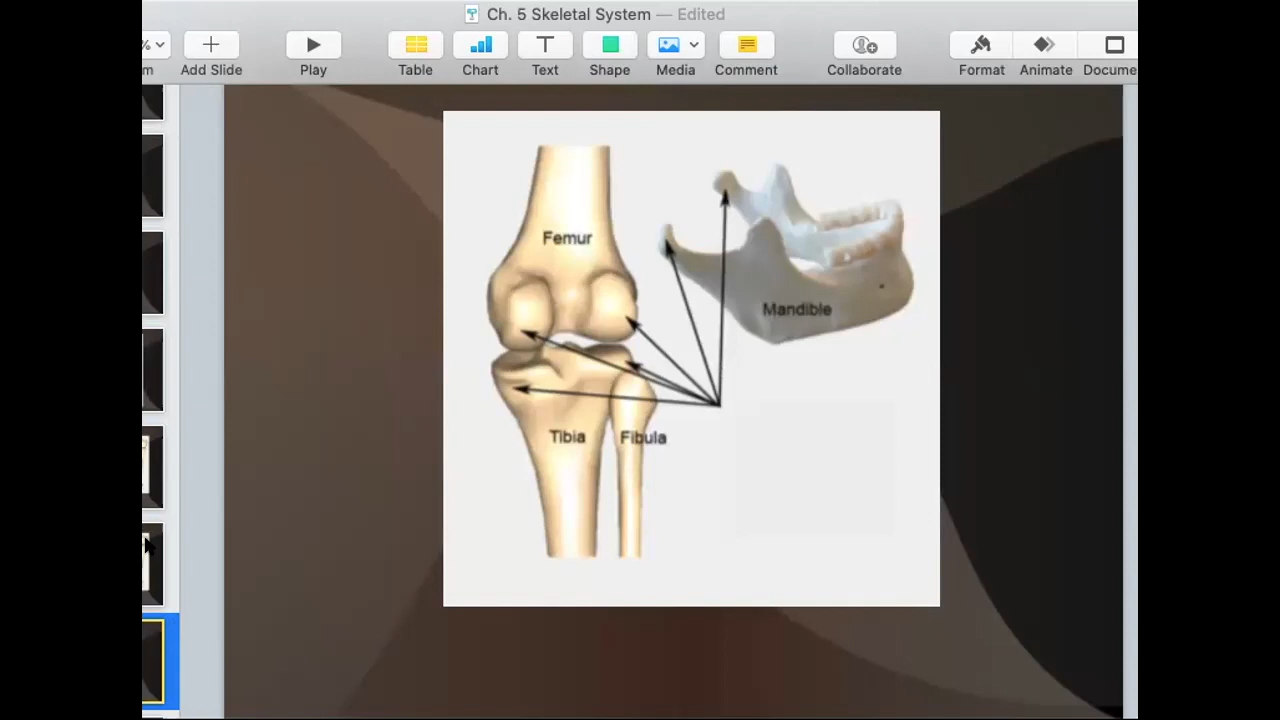 Ch. 5 Skeletal System — Edited
%
m
Add Slide
Play
Table
Chart
Text
Shape
Media
Comment
Collaborate
Format
Animate
Docume
Femur
Mandible
Tibia
Fibula